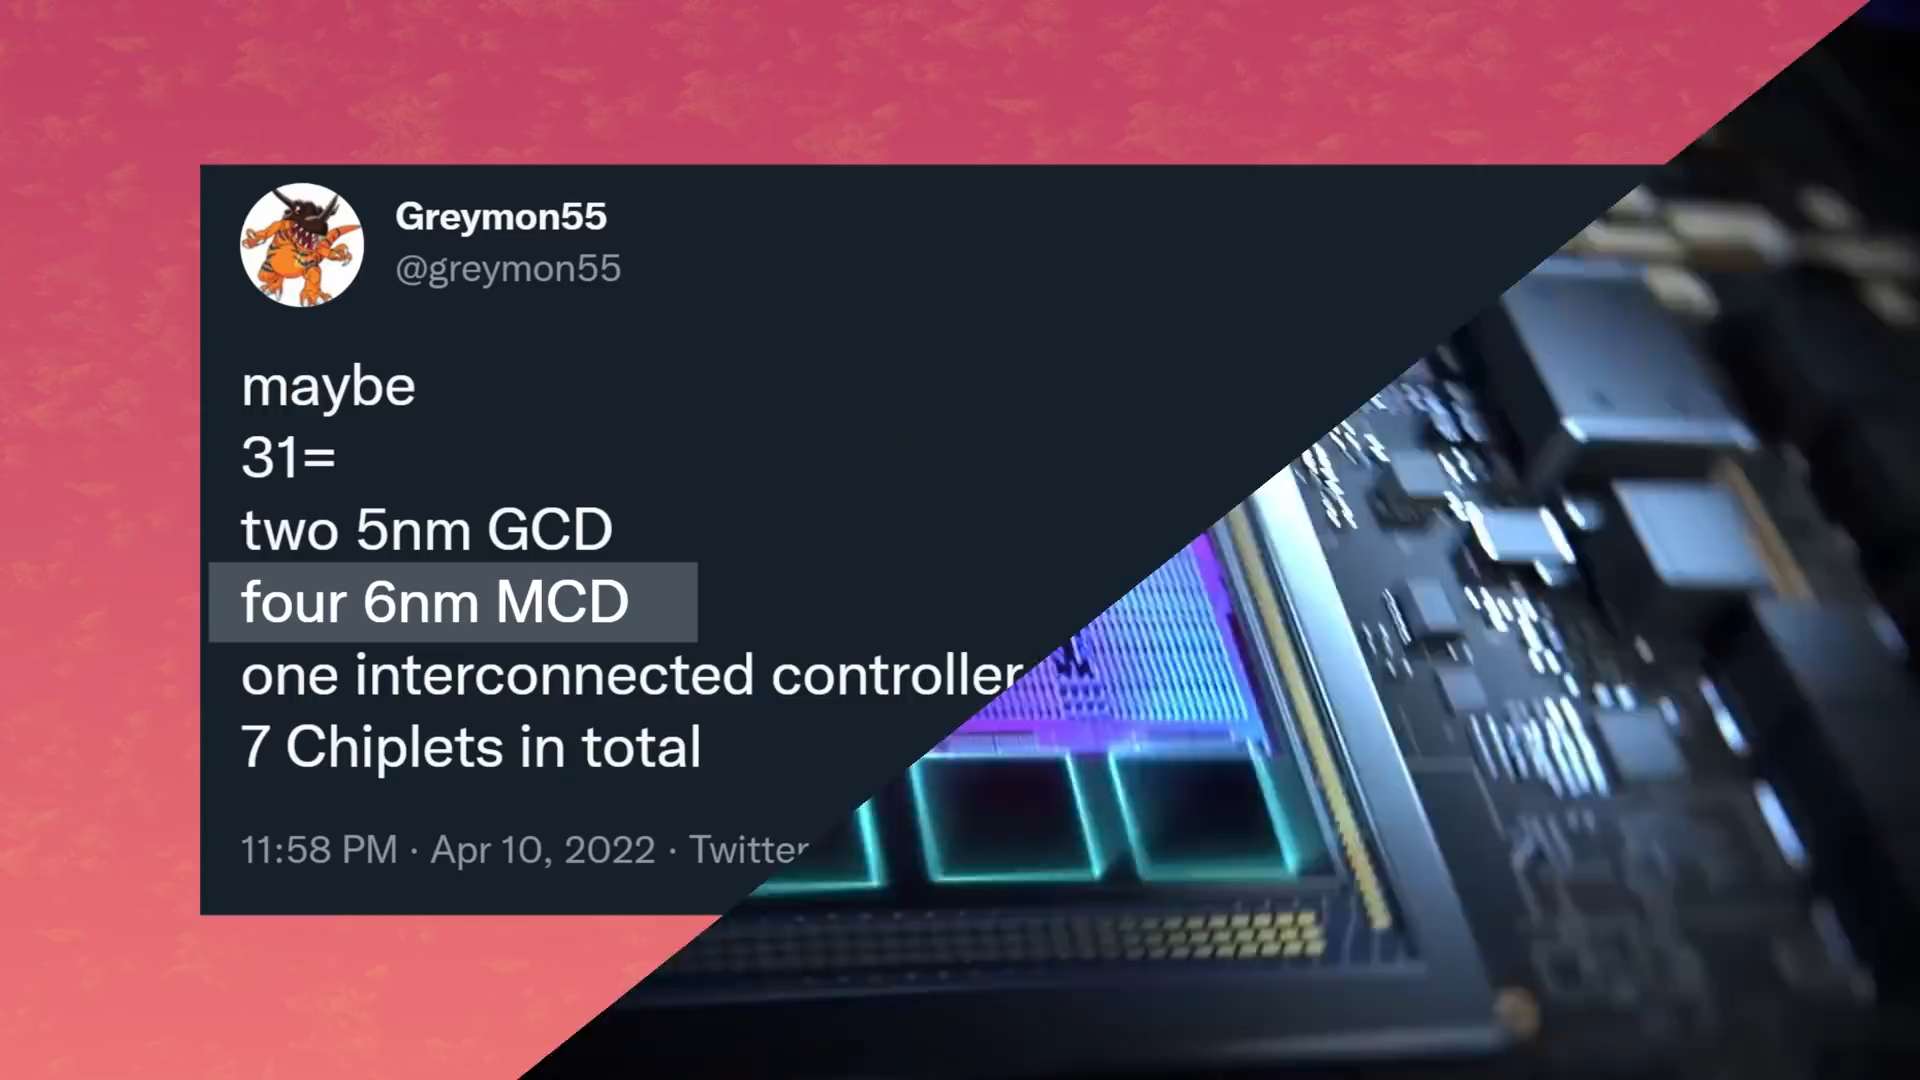 Greymon55
@greymon55
maybe
31=
two 5nm GCD
four 6nm MCD
one interconnected controller
7 Chiplets in total
11:58 PM · Apr 10, 2022 · Twitter